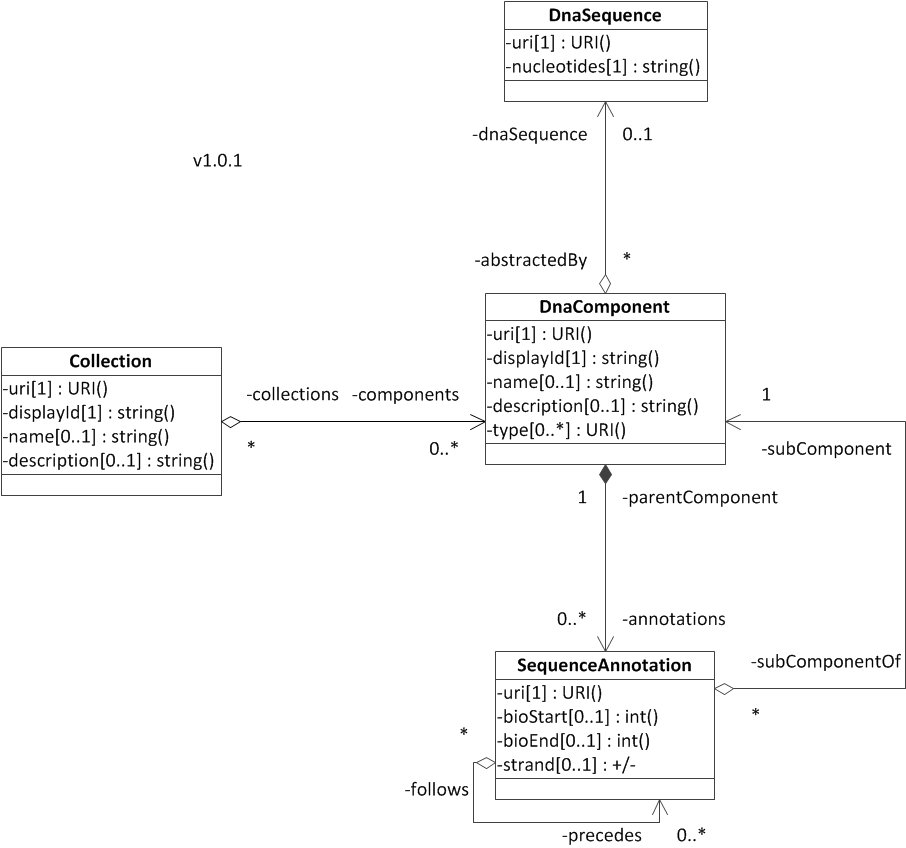 DnaSequence
-uri[1] : URI()
-nucleotides[1] : string()
-dnaSequence 0..1
v1.0.1
-abstractedBy *
DnaComponent
-uri[1] : URI()
-displayId[1] : string()
-name[0..1] : string()
-description[0..1] : string()
-type[0..*] : URI()
Collection
-uri[1] : URI()
-displayId[1] : string()
-name[0..1] : string()
-description[0..1] : string()
-collections -components
* 0..*
1
-subComponent
1 -parentComponent
0..* -annotations
SequenceAnnotation
-uri[1] : URI()
-bioStart[0..1] : int()
-bioEnd[0..1] : int()
-strand[0..1] : +/-
-subComponentOf
*
*
-follows
-precedes 0..*